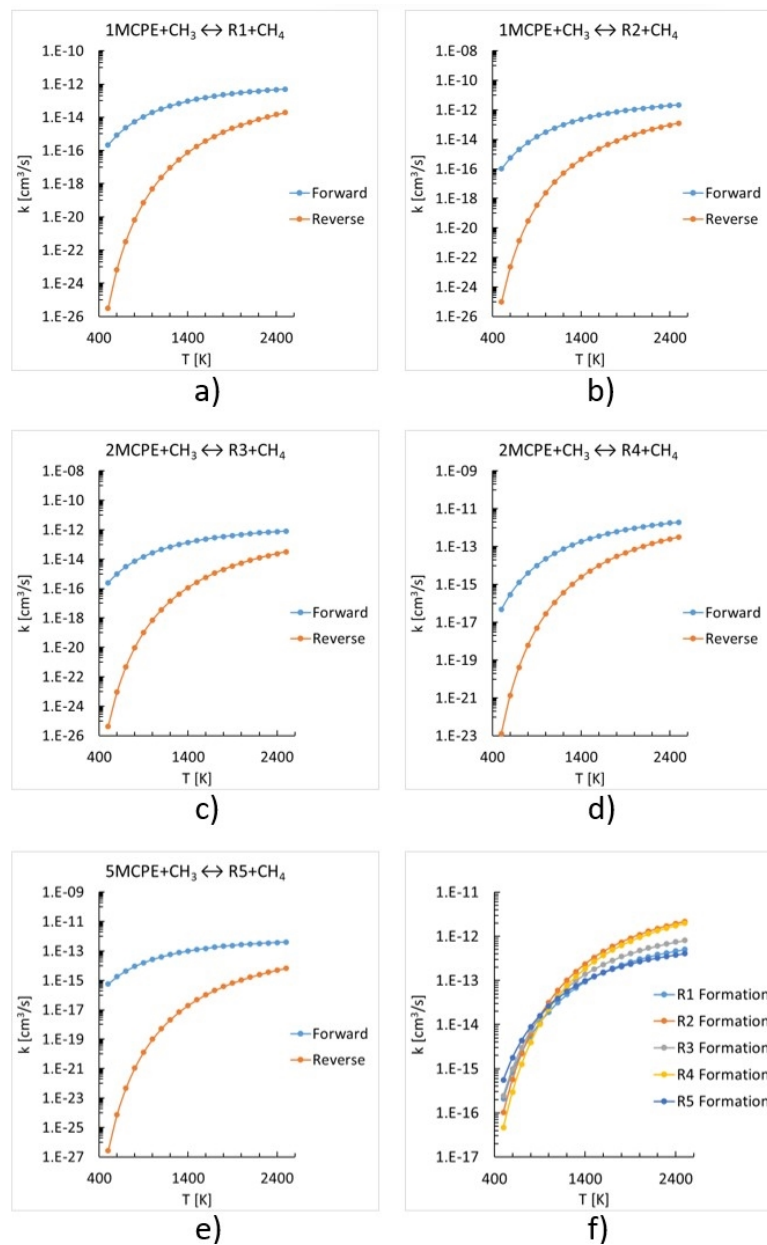 1MCPE+CH₃ ↔ R1+CH₄
1.E-10
1.E-12
1.E-14
1.E-16
1.E-18
1.E-20
1.E-22
1.E-24
1.E-26
k [cm³/s]
Forward
Reverse
400 1400 2400
T [K]
a)
1MCPE+CH₃ ↔ R2+CH₄
1.E-08
1.E-10
1.E-12
1.E-14
1.E-16
1.E-18
1.E-20
1.E-22
1.E-24
1.E-26
k [cm³/s]
Forward
Reverse
400 1400 2400
T [K]
b)
2MCPE+CH₃ ↔ R3+CH₄
1.E-08
1.E-10
1.E-12
1.E-14
1.E-16
1.E-18
1.E-20
1.E-22
1.E-24
1.E-26
k [cm³/s]
Forward
Reverse
400 1400 2400
T [K]
c)
2MCPE+CH₃ ↔ R4+CH₄
1.E-09
1.E-11
1.E-13
1.E-15
1.E-17
1.E-19
1.E-21
1.E-23
k [cm³/s]
Forward
Reverse
400 1400 2400
T [K]
d)
5MCPE+CH₃ ↔ R5+CH₄
1.E-09
1.E-11
1.E-13
1.E-15
1.E-17
1.E-19
1.E-21
1.E-23
1.E-25
1.E-27
k [cm³/s]
Forward
Reverse
400 1400 2400
T [K]
e)
1.E-11
1.E-12
1.E-13
1.E-14
1.E-15
1.E-16
1.E-17
k [cm³/s]
R1 Formation
R2 Formation
R3 Formation
R4 Formation
R5 Formation
400 1400 2400
T [K]
f)